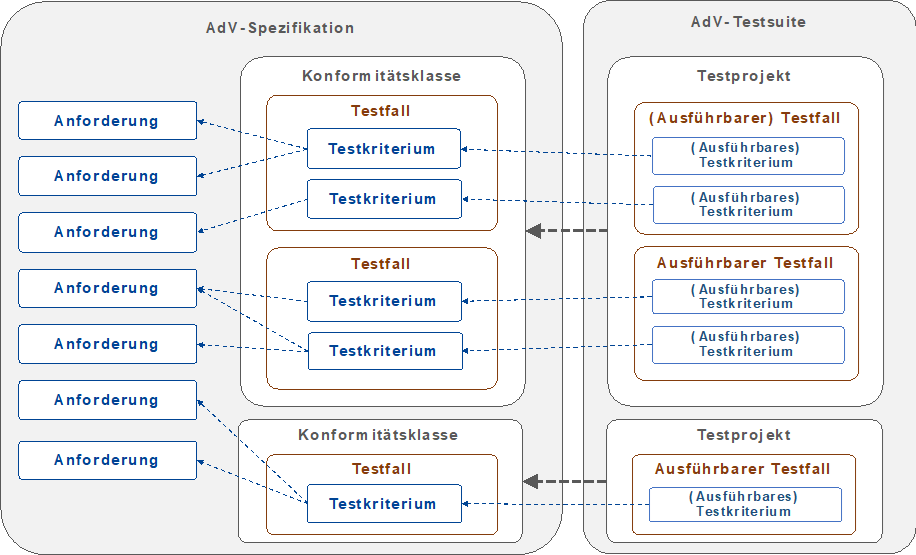 AdV-Spezifikation
Konformitätsklasse
Testfall
Testkriterium
Testkriterium
Testfall
Testkriterium
Testkriterium
Konformitätsklasse
Testfall
Testkriterium
Anforderung
Anforderung
Anforderung
Anforderung
Anforderung
Anforderung
Anforderung
AdV-Testsuite
Testprojekt
(Ausführbarer) Testfall
(Ausführbares)
Testkriterium
(Ausführbares)
Testkriterium
Ausführbarer Testfall
(Ausführbares)
Testkriterium
(Ausführbares)
Testkriterium
Testprojekt
Ausführbarer Testfall
(Ausführbares)
Testkriterium